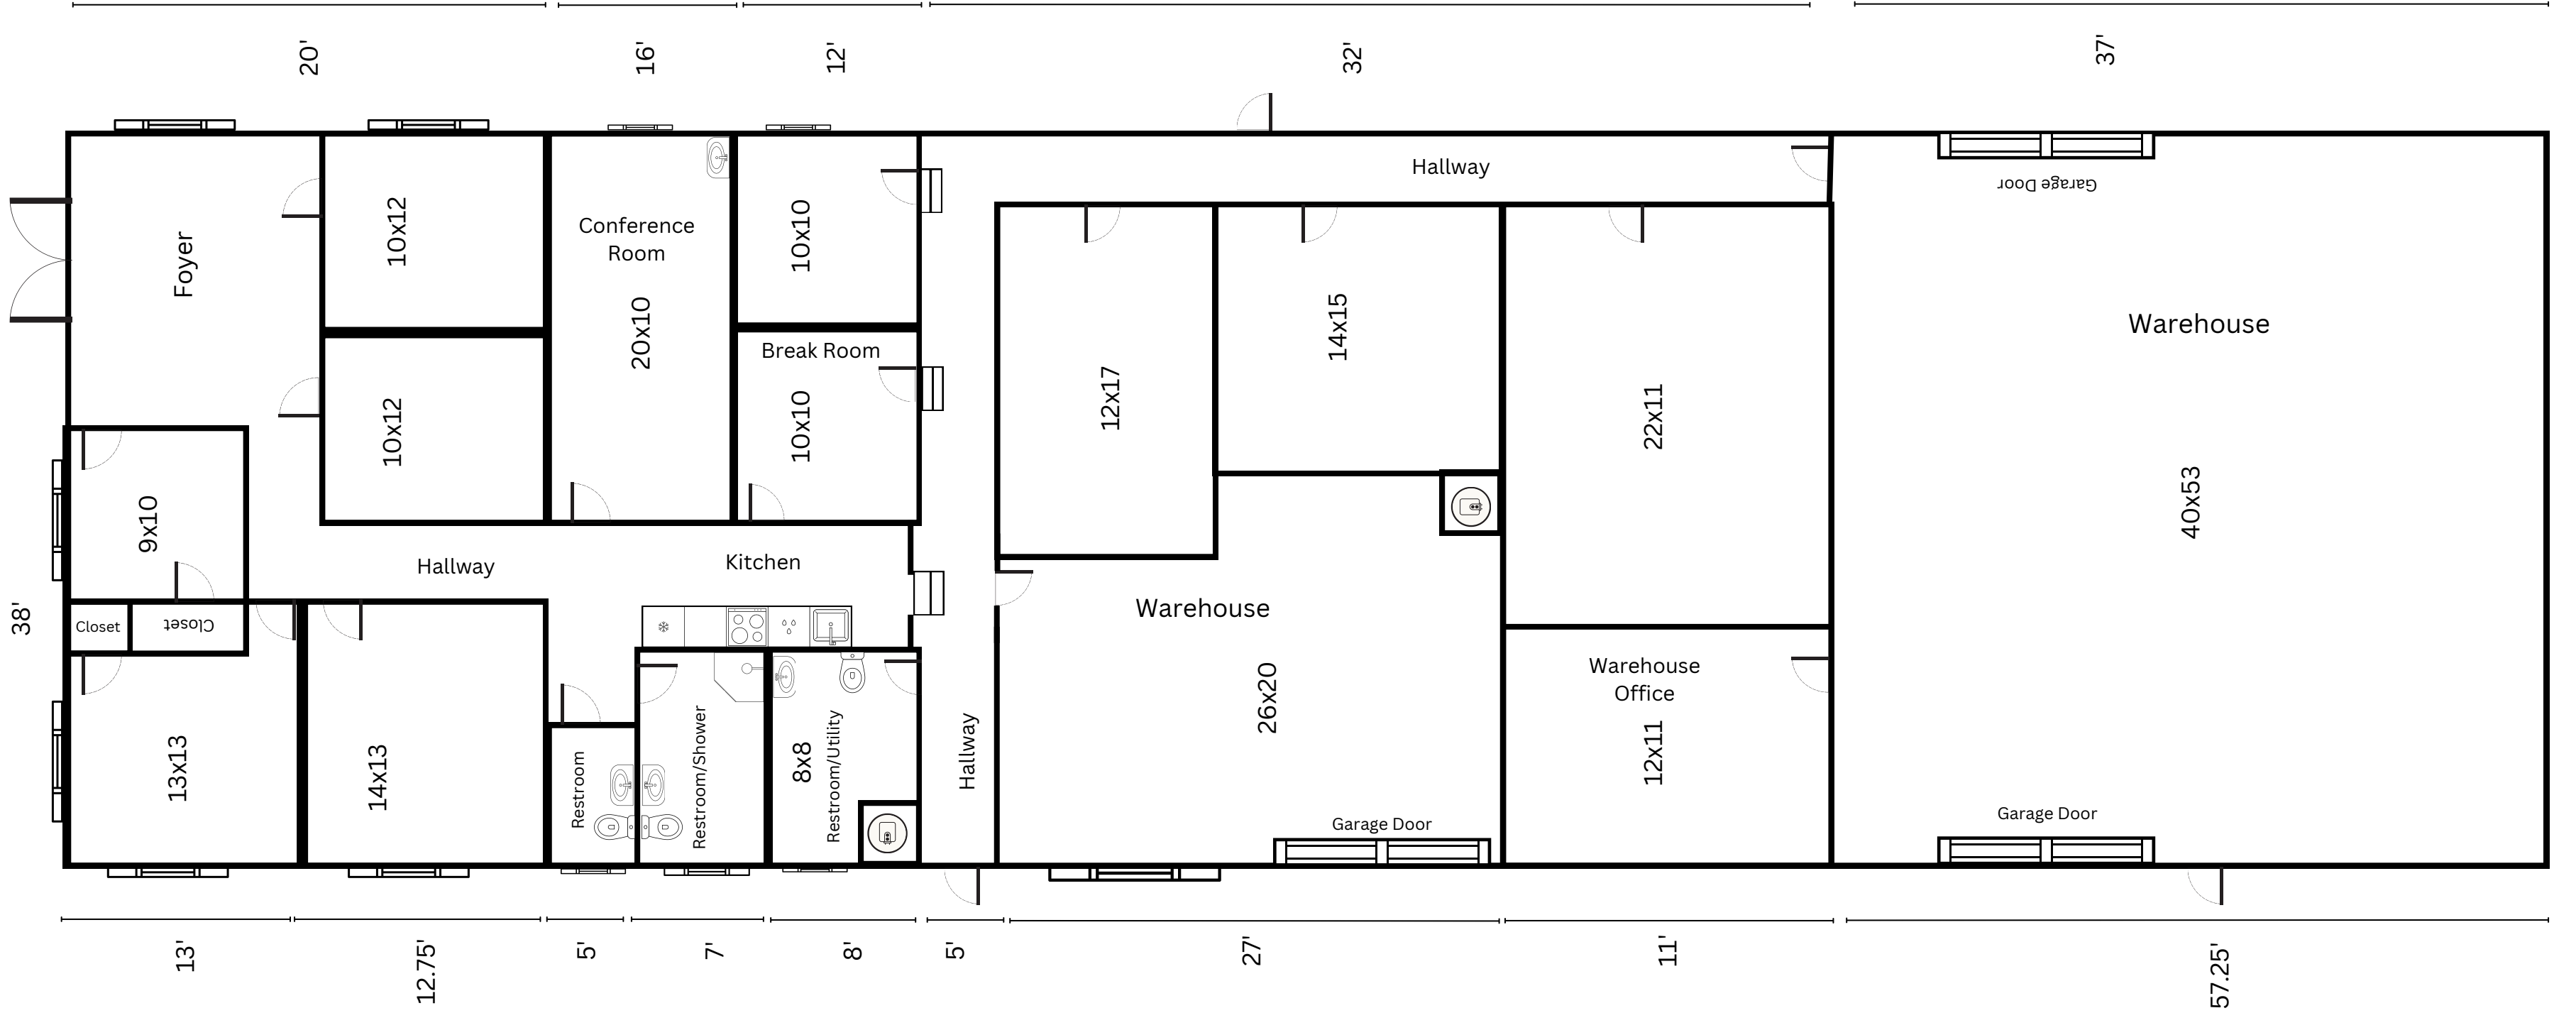 20'
16'
12'
32'
37'
Hallway
Garage Door
Foyer
10x12
Conference
Room
20x10
10x10
10x12
Break Room
10x10
12x17
14x15
22x11
Warehouse
40x53
9x10
Hallway
Kitchen
38'
Closet
Closet
Warehouse
26x20
Warehouse
Office
12x11
13x13
14x13
Restroom
Restroom/Shower
8x8
Restroom/Utility
Hallway
Garage Door
Garage Door
13'
12.75'
5'
7'
8'
5'
27'
11'
57.25'